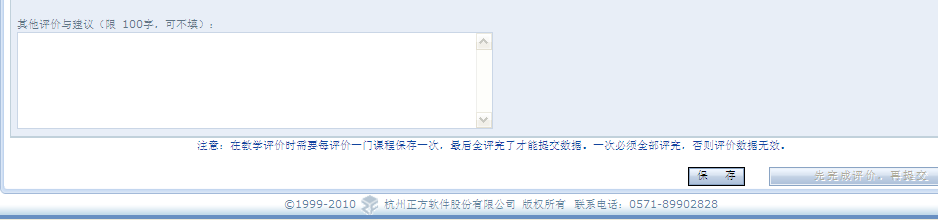 其他评价与建议（限 100字，可不填）：
注意：在教学评价时需要每评价一门课程保存一次，最后全评完了才能提交数据。一次必须全部评完，否则评价数据无效。
保 存
先完成评价，再提交
©1999-2010 杭州正方软件股份有限公司 版权所有 联系电话：0571-89902828